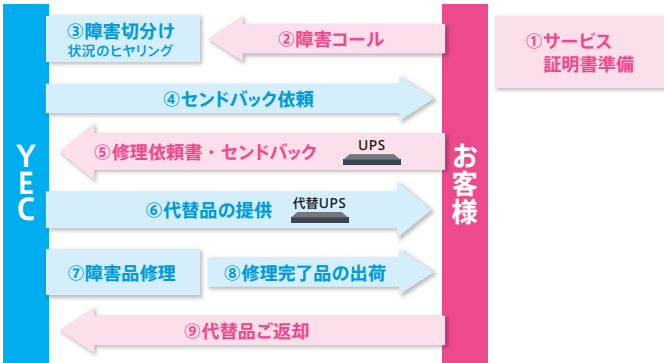 YEC
お客様
①サービス
証明書準備
②障害コール
③障害切分け
状況のヒヤリング
④センドバック依頼
⑤修理依頼書・センドバック
UPS
⑥代替品の提供
代替UPS
⑦障害品修理
⑧修理完了品の出荷
⑨代替品ご返却